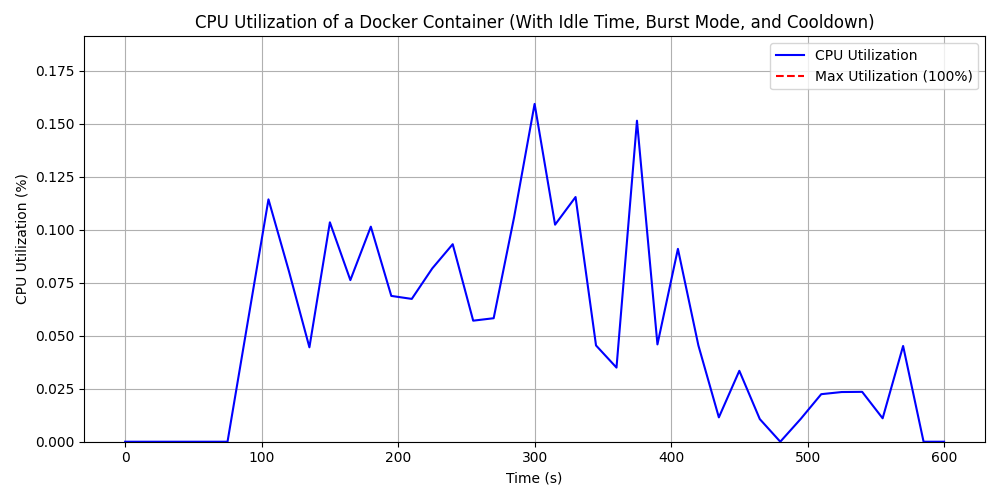 CPU Utilization of a Docker Container (With Idle Time, Burst Mode, and Cooldown)
CPU Utilization
Max Utilization (100%)
CPU Utilization (%)
0.175
0.150
0.125
0.100
0.075
0.050
0.025
0.000
0 100 200 300 400 500 600
Time (s)